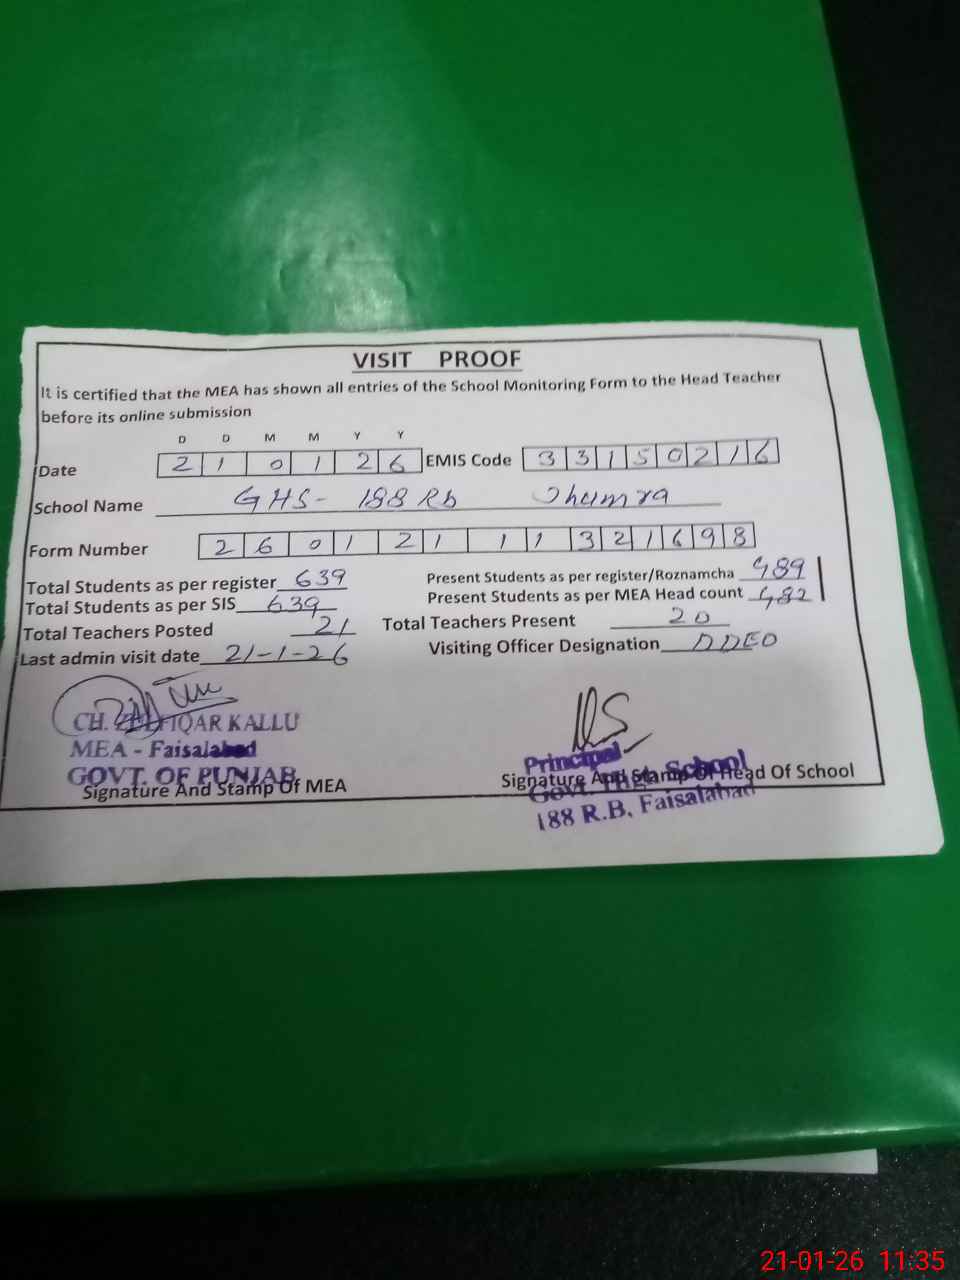 VISIT PROOF
It is certified that the MEA has shown all entries of the School Monitoring Form to the Head Teacher
before its online submission
D D M M Y Y
Date 2 1 0 1 2 6 EMIS Code 3 3 1 5 0 2 1 6
School Name GHS- 188 RB Jhumra
Form Number 2 6 0 1 2 1 1 1 3 2 1 6 9 8
Total Students as per register 639 Present Students as per register/Roznamcha 489
Total Students as per SIS 639 Present Students as per MEA Head count 482
Total Teachers Posted 21 Total Teachers Present 20
Last admin visit date 21-1-26 Visiting Officer Designation DDEO
CH. ZULFIQAR KALLU
MEA - Faisalabad
GOVT. OF PUNJAB
Signature And Stamp Of MEA
Principal
Signature And Stamp Of Head Of School
Govt. High School
188 R.B. Faisalabad
21-01-26 11:35